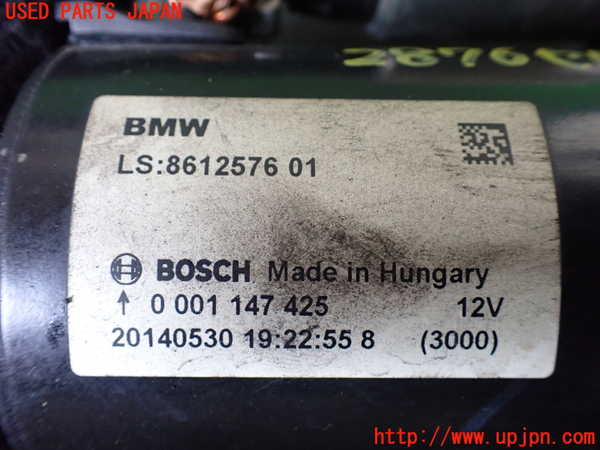 USED PARTS JAPAN
BMW
LS:8612576 01
BOSCH Made in Hungary
↑ 0 001 147 425 12V
20140530 19:22:55 8 (3000)
http://www.upjpn.com